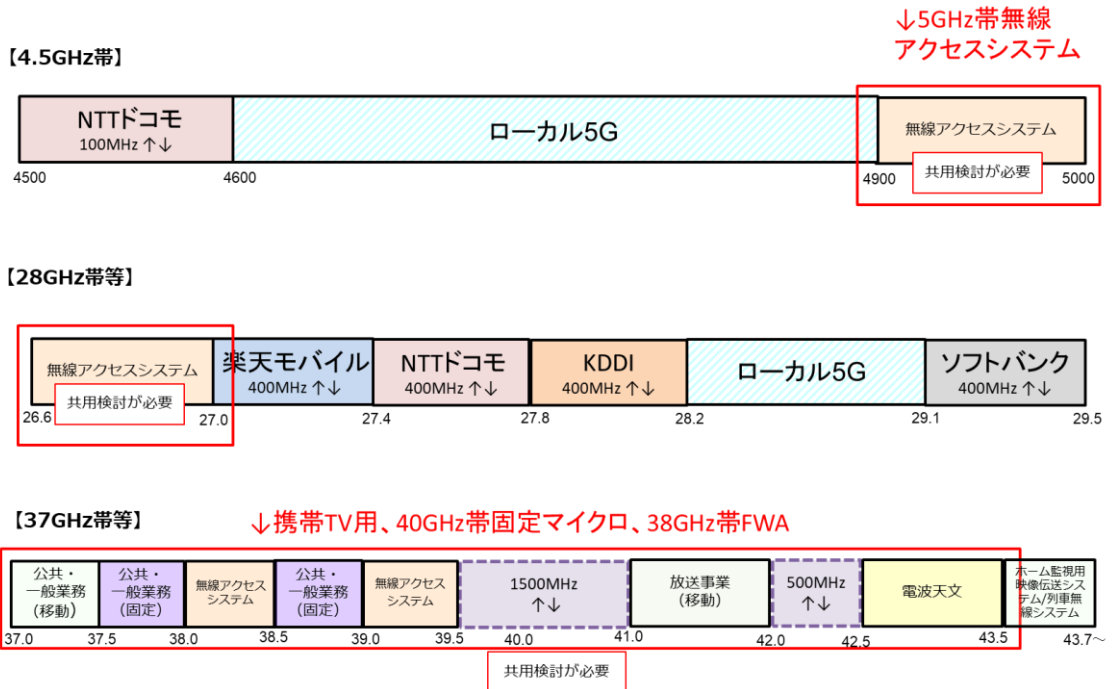 ↓5GHz帯無線
アクセスシステム
【4.5GHz帯】
NTTドコモ
100MHz ↑↓
ローカル5G
無線アクセスシステム
共用検討が必要
4500
4600
4900
5000
【28GHz帯等】
無線アクセスシステム
共用検討が必要
楽天モバイル
400MHz ↑↓
NTTドコモ
400MHz ↑↓
KDDI
400MHz ↑↓
ローカル5G
ソフトバンク
400MHz ↑↓
26.6
27.0
27.4
27.8
28.2
29.1
29.5
【37GHz帯等】
↓携帯TV用、40GHz帯固定マイクロ、38GHz帯FWA
公共・
一般業務
(移動)
公共・
一般業務
(固定)
無線アクセス
システム
公共・
一般業務
(固定)
無線アクセス
システム
1500MHz
↑↓
放送事業
(移動)
500MHz
↑↓
電波天文
ホーム監視用
映像伝送シス
テム/列車無
線システム
37.0
37.5
38.0
38.5
39.0
39.5
40.0
41.0
42.0
42.5
43.5
43.7～
共用検討が必要